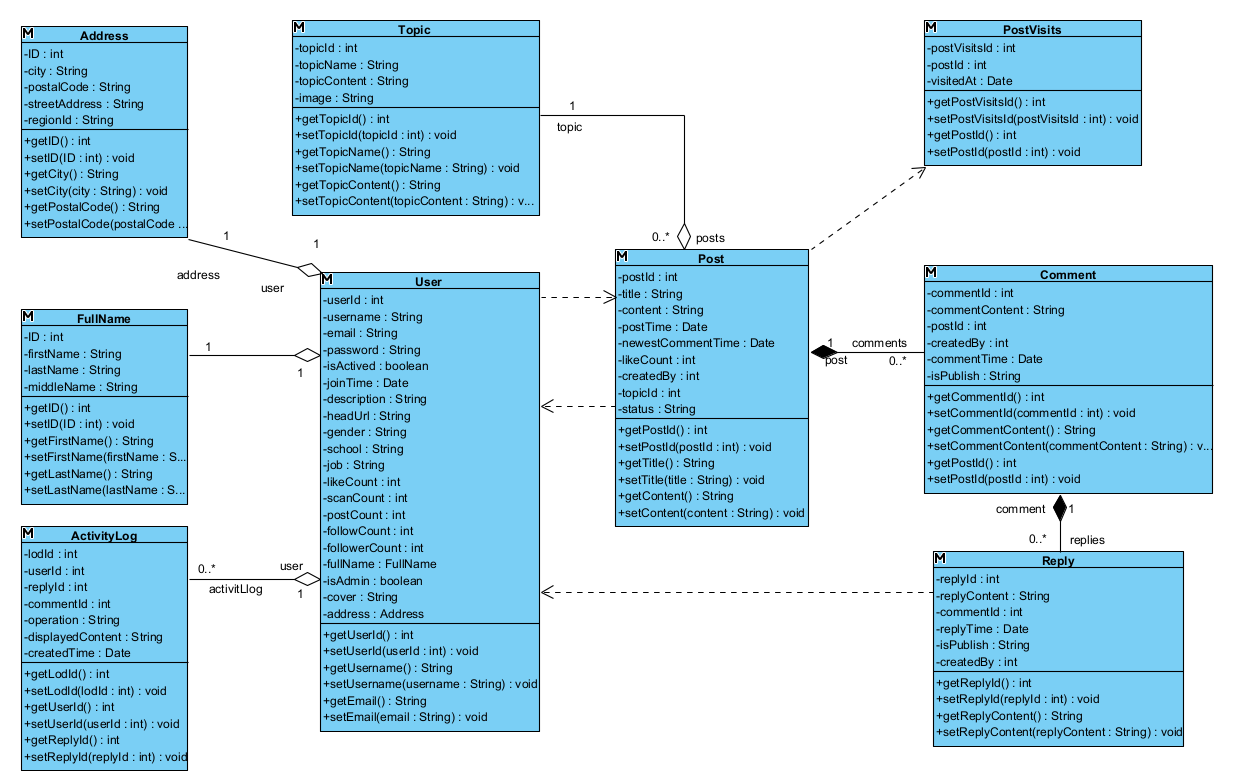 Address
-ID : int
-city : String
-postalCode : String
-streetAddress : String
-regionId : String
+getID() : int
+setID(ID : int) : void
+getCity() : String
+setCity(city : String) : void
+getPostalCode() : String
+setPostalCode(postalCode ...
Topic
-topicId : int
-topicName : String
-topicContent : String
-image : String
+getTopicId() : int
+setTopicId(topicId : int) : void
+getTopicName() : String
+setTopicName(topicName : String) : void
+getTopicContent() : String
+setTopicContent(topicContent : String) : v...
PostVisits
-postVisitsId : int
-postId : int
-visitedAt : Date
+getPostVisitsId() : int
+setPostVisitsId(postVisitsId : int) : void
+getPostId() : int
+setPostId(postId : int) : void
1
topic
0..*
posts
1
address
1
user
FullName
-ID : int
-firstName : String
-lastName : String
-middleName : String
+getID() : int
+setID(ID : int) : void
+getFirstName() : String
+setFirstName(firstName : S...
+getLastName() : String
+setLastName(lastName : S...
1
1
User
-userId : int
-username : String
-email : String
-password : String
-isActived : boolean
-joinTime : Date
-description : String
-headUrl : String
-gender : String
-school : String
-job : String
-likeCount : int
-scanCount : int
-postCount : int
-followCount : int
-followerCount : int
-fullName : FullName
-isAdmin : boolean
-cover : String
-address : Address
+getUserId() : int
+setUserId(userId : int) : void
+getUsername() : String
+setUsername(username : String) : void
+getEmail() : String
+setEmail(email : String) : void
Post
-postId : int
-title : String
-content : String
-postTime : Date
-newestCommentTime : Date
-likeCount : int
-createdBy : int
-topicId : int
-status : String
+getPostId() : int
+setPostId(postId : int) : void
+getTitle() : String
+setTitle(title : String) : void
+getContent() : String
+setContent(content : String) : void
1
post
comments
0..*
Comment
-commentId : int
-commentContent : String
-postId : int
-createdBy : int
-commentTime : Date
-isPublish : String
+getCommentId() : int
+setCommentId(commentId : int) : void
+getCommentContent() : String
+setCommentContent(commentContent : String) : v...
+getPostId() : int
+setPostId(postId : int) : void
comment
1
0..*
replies
ActivityLog
-lodId : int
-userId : int
-replyId : int
-commentId : int
-operation : String
-displayedContent : String
-createdTime : Date
+getLodId() : int
+setLodId(lodId : int) : void
+getUserId() : int
+setUserId(userId : int) : void
+getReplyId() : int
+setReplyId(replyId : int) : void
0..*
activitLlog
user
1
Reply
-replyId : int
-replyContent : String
-commentId : int
-replyTime : Date
-isPublish : String
-createdBy : int
+getReplyId() : int
+setReplyId(replyId : int) : void
+getReplyContent() : String
+setReplyContent(replyContent : String) : void